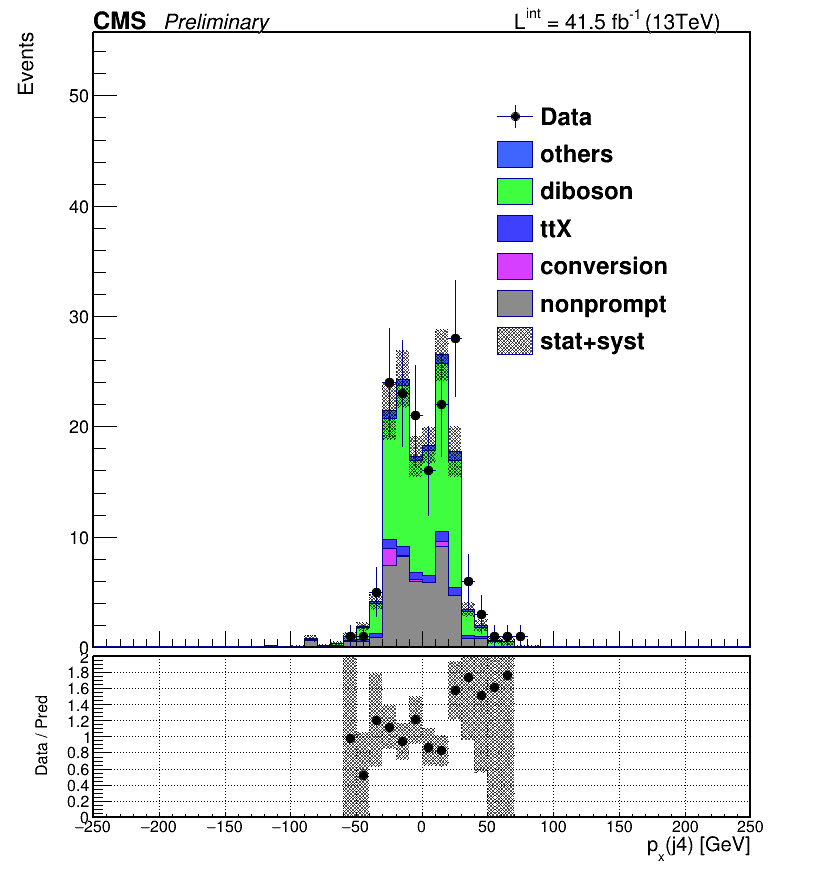 CMS Preliminary L^int = 41.5 fb^-1 (13TeV)
Events
50
40
30
20
10
0
Data
others
diboson
ttX
conversion
nonprompt
stat+syst
Data / Pred
2
1.8
1.6
1.4
1.2
1
0.8
0.6
0.4
0.2
0
−250 −200 −150 −100 −50 0 50 100 150 200 250
p_x(j4) [GeV]